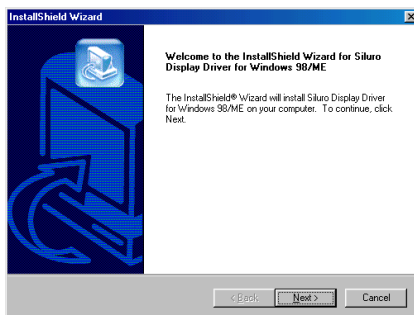 InstallShield Wizard
Welcome to the InstallShield Wizard for Siluro
Display Driver for Windows 98/ME
The InstallShield® Wizard will install Siluro Display Driver
for Windows 98/ME on your computer. To continue, click
Next.
< Back
Next >
Cancel